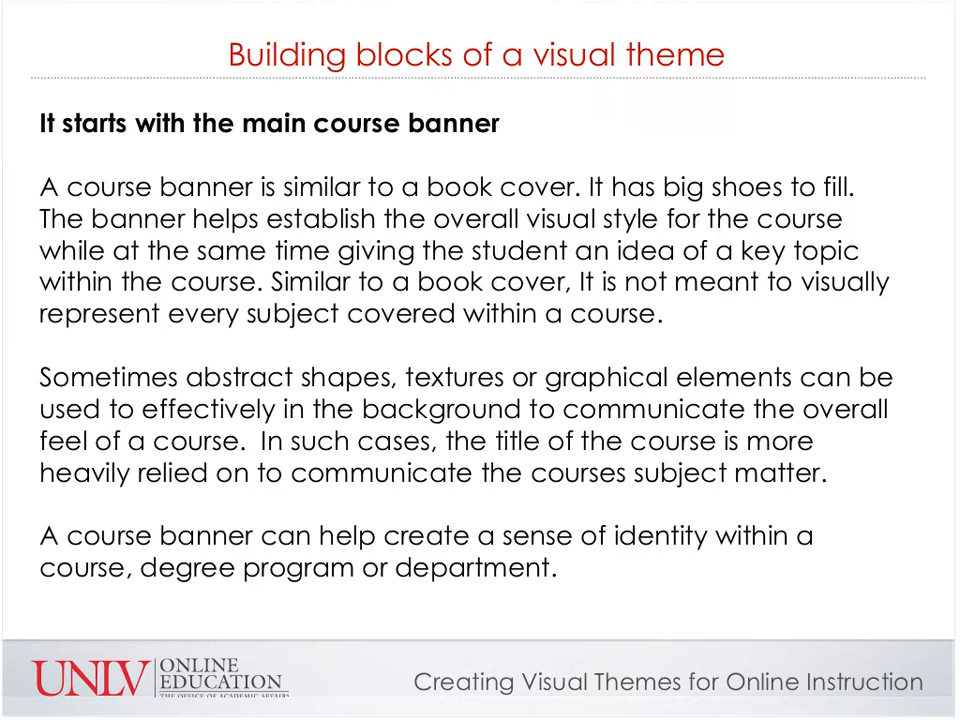 Building blocks of a visual theme
It starts with the main course banner
A course banner is similar to a book cover. It has big shoes to fill.
The banner helps establish the overall visual style for the course
while at the same time giving the student an idea of a key topic
within the course. Similar to a book cover, It is not meant to visually
represent every subject covered within a course.
Sometimes abstract shapes, textures or graphical elements can be
used to effectively in the background to communicate the overall
feel of a course.  In such cases, the title of the course is more
heavily relied on to communicate the courses subject matter.
A course banner can help create a sense of identity within a
course, degree program or department.
UNLV ONLINE
EDUCATION
THE OFFICE OF ACADEMIC AFFAIRS
Creating Visual Themes for Online Instruction